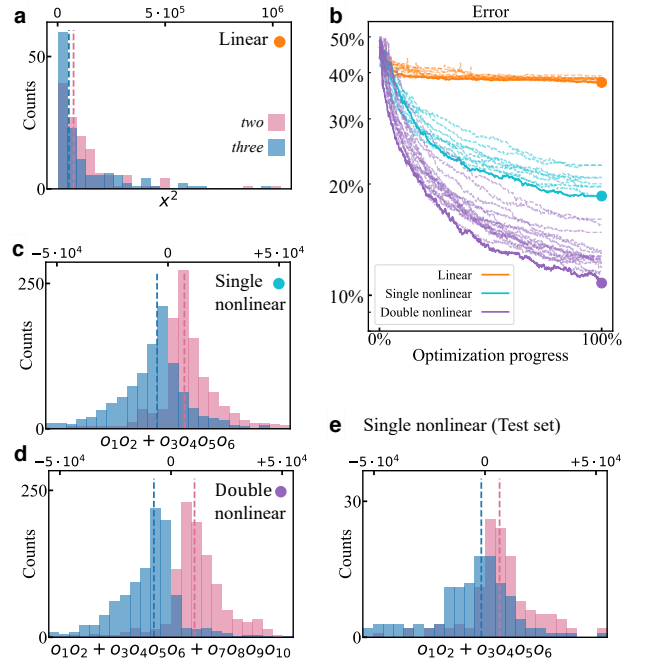 a
0
5·10⁵
10⁶
Linear
50
Counts
two
three
0
x²
b
Error
50%
40%
30%
20%
10%
Linear
Single nonlinear
Double nonlinear
0%
100%
Optimization progress
c
−5·10⁴
0
+5·10⁴
250
Single
nonlinear
Counts
0
o₁o₂ + o₃o₄o₅o₆
d
−5·10⁴
0
+5·10⁴
250
Double
nonlinear
Counts
0
o₁o₂ + o₃o₄o₅o₆ + o₇o₈o₉o₁₀
e
Single nonlinear (Test set)
−5·10⁴
0
+5·10⁴
30
Counts
0
o₁o₂ + o₃o₄o₅o₆